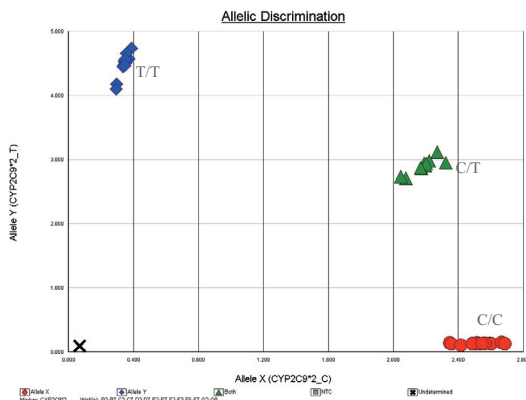 Allelic Discrimination
5.000
T/T
4.000
3.000
C/T
2.000
1.000
C/C
0.000
0.000 0.400 0.800 1.200 1.600 2.000 2.400 2.80
Allele Y (CYP2C9*2_T)
Allele X (CYP2C9*2_C)
Allele X Allele Y Both NTC Undetermined